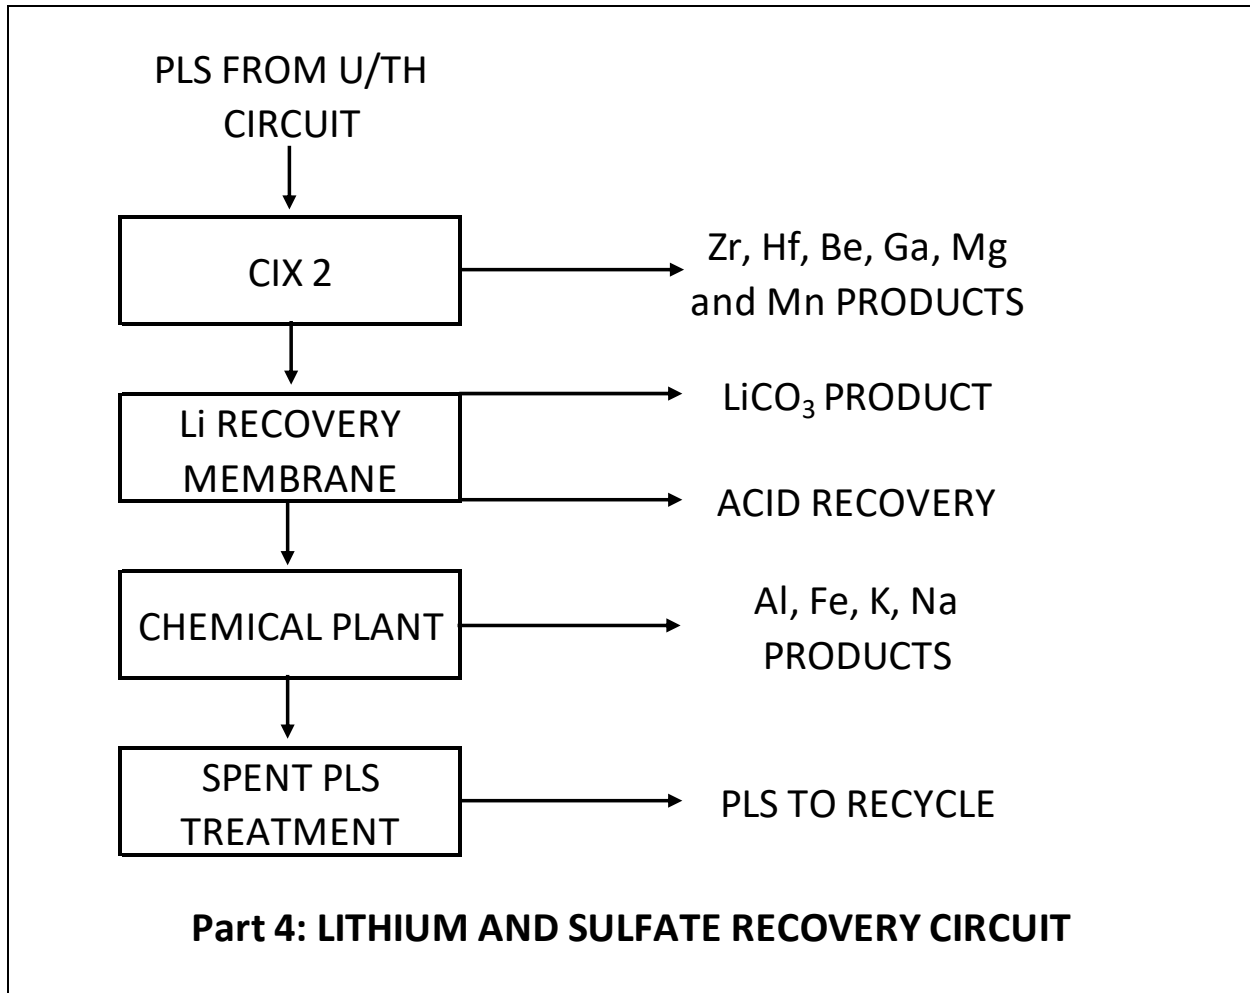 PLS FROM U/TH
CIRCUIT
CIX 2
Zr, Hf, Be, Ga, Mg
and Mn PRODUCTS
Li RECOVERY
MEMBRANE
LiCO₃ PRODUCT
ACID RECOVERY
CHEMICAL PLANT
Al, Fe, K, Na
PRODUCTS
SPENT PLS
TREATMENT
PLS TO RECYCLE
Part 4: LITHIUM AND SULFATE RECOVERY CIRCUIT